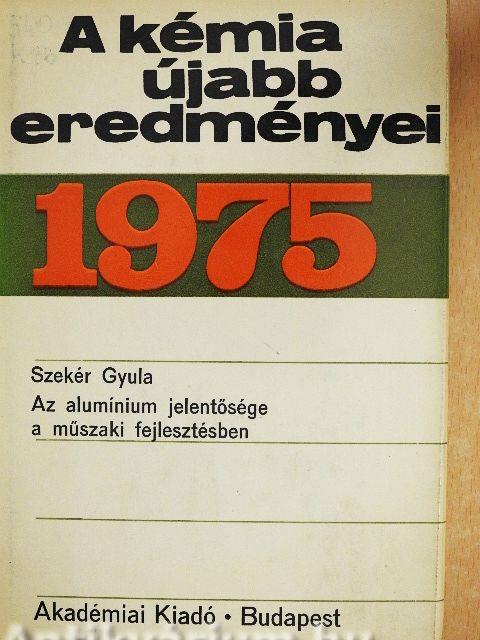 A kémia
újabb
eredményei
1975
Szekér Gyula
Az alumínium jelentősége
a műszaki fejlesztésben
Akadémiai Kiadó • Budapest